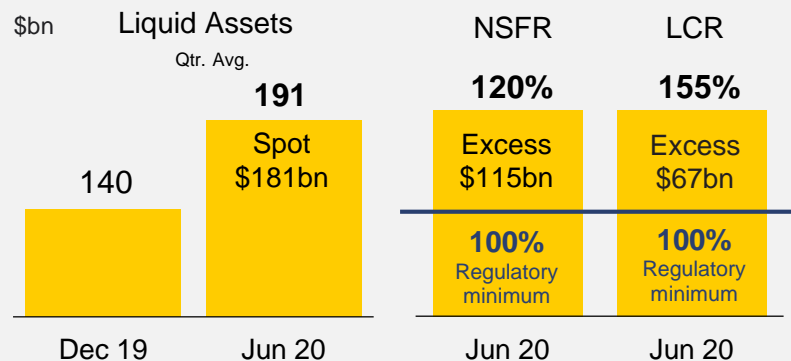 $bn
Liquid Assets
Qtr. Avg.
140
191
Spot
$181bn
Dec 19
Jun 20
NSFR
LCR
120%
155%
Excess
$115bn
Excess
$67bn
100%
Regulatory
minimum
100%
Regulatory
minimum
Jun 20
Jun 20